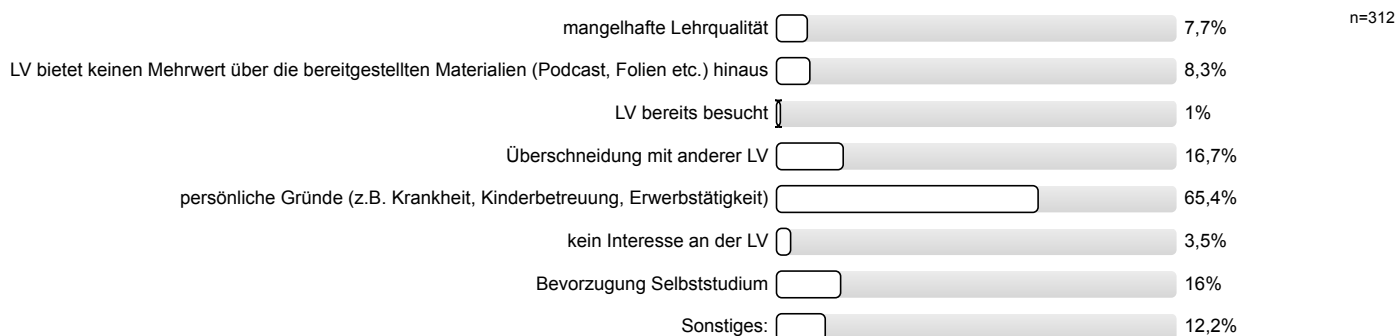 mangelhafte Lehrqualität 7,7% n=312
LV bietet keinen Mehrwert über die bereitgestellten Materialien (Podcast, Folien etc.) hinaus 8,3%
LV bereits besucht 1%
Überschneidung mit anderer LV 16,7%
persönliche Gründe (z.B. Krankheit, Kinderbetreuung, Erwerbstätigkeit) 65,4%
kein Interesse an der LV 3,5%
Bevorzugung Selbststudium 16%
Sonstiges: 12,2%